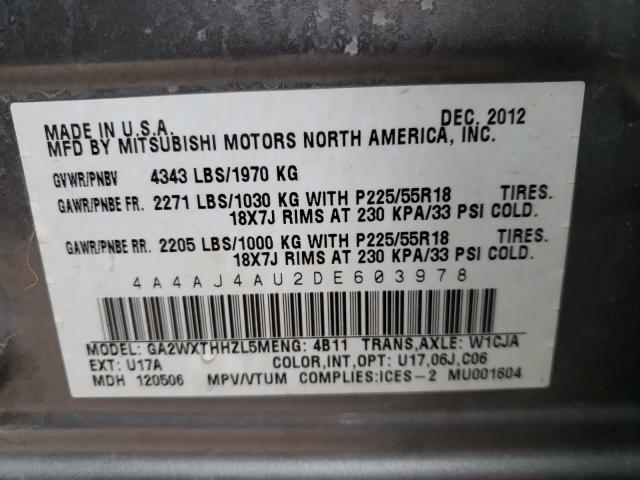 MADE IN U.S.A. DEC. 2012
MFD BY MITSUBISHI MOTORS NORTH AMERICA, INC.
GVWR/PNBV 4343 LBS/1970 KG
GAWR/PNBE FR. 2271 LBS/1030 KG WITH P225/55R18 TIRES.
18X7J RIMS AT 230 KPA/33 PSI COLD.
GAWR/PNBE RR. 2205 LBS/1000 KG WITH P225/55R18 TIRES.
18X7J RIMS AT 230 KPA/33 PSI COLD.
4A4AJ4AU2DE603978
MODEL: GA2WXTHHZL5MENG: 4B11 TRANS,AXLE: W1CJA
EXT: U17A COLOR,INT,OPT: U17,06J,C06
MDH 120506 MPV/VTUM COMPLIES:ICES-2 MU001604